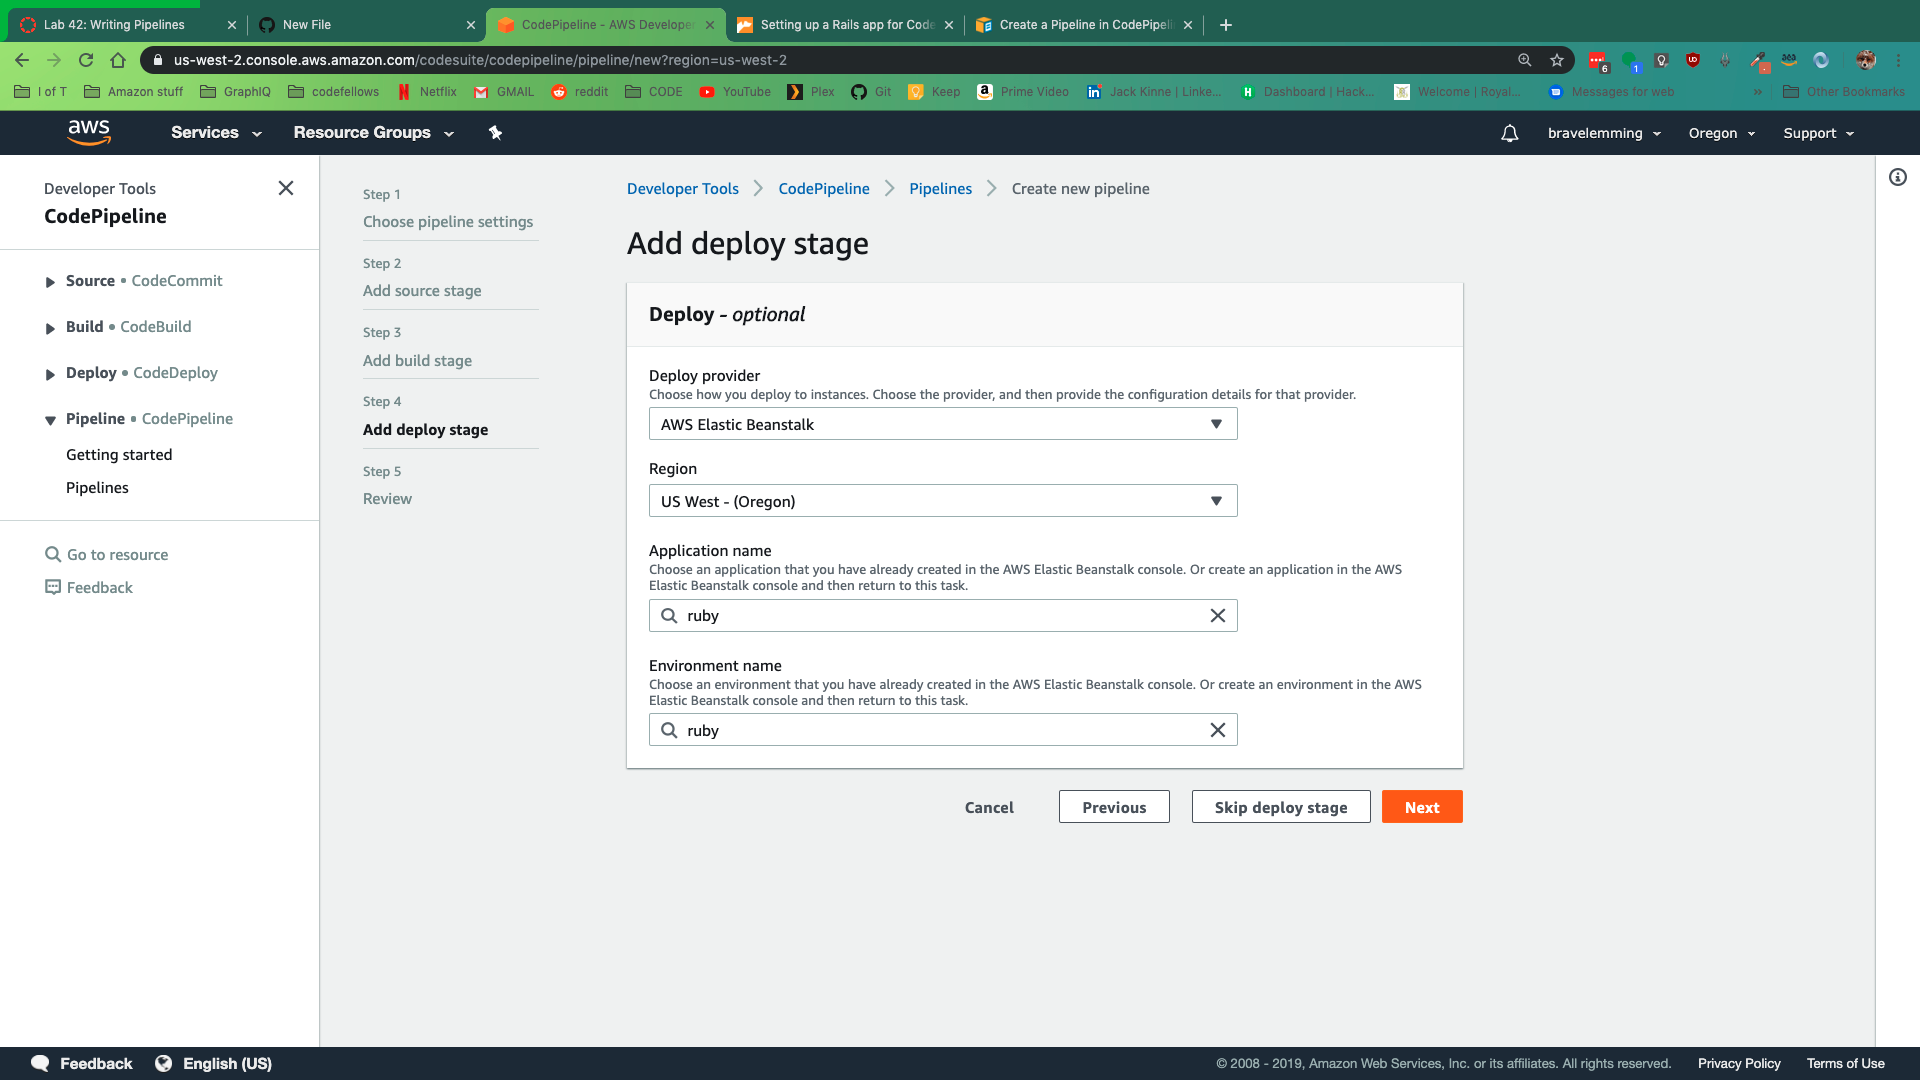 Lab 42: Writing Pipelines
New File
CodePipeline - AWS Developer
Setting up a Rails app for Code
Create a Pipeline in CodePipeli
us-west-2.console.aws.amazon.com/codesuite/codepipeline/pipeline/new?region=us-west-2
6
1
I of T
Amazon stuff
GraphIQ
codefellows
Netflix
GMAIL
reddit
CODE
YouTube
Plex
Git
Keep
Prime Video
Jack Kinne | Linke...
Dashboard | Hack...
Welcome | Royal...
Messages for web
»
Other Bookmarks
aws
Services
Resource Groups
bravelemming
Oregon
Support
Developer Tools
CodePipeline
Source • CodeCommit
Build • CodeBuild
Deploy • CodeDeploy
Pipeline • CodePipeline
Getting started
Pipelines
Go to resource
Feedback
Step 1
Choose pipeline settings
Step 2
Add source stage
Step 3
Add build stage
Step 4
Add deploy stage
Step 5
Review
Developer Tools > CodePipeline > Pipelines > Create new pipeline
Add deploy stage
Deploy - optional
Deploy provider
Choose how you deploy to instances. Choose the provider, and then provide the configuration details for that provider.
AWS Elastic Beanstalk
Region
US West - (Oregon)
Application name
Choose an application that you have already created in the AWS Elastic Beanstalk console. Or create an application in the AWS
Elastic Beanstalk console and then return to this task.
ruby
Environment name
Choose an environment that you have already created in the AWS Elastic Beanstalk console. Or create an environment in the AWS
Elastic Beanstalk console and then return to this task.
ruby
Cancel
Previous
Skip deploy stage
Next
Feedback
English (US)
© 2008 - 2019, Amazon Web Services, Inc. or its affiliates. All rights reserved.
Privacy Policy
Terms of Use